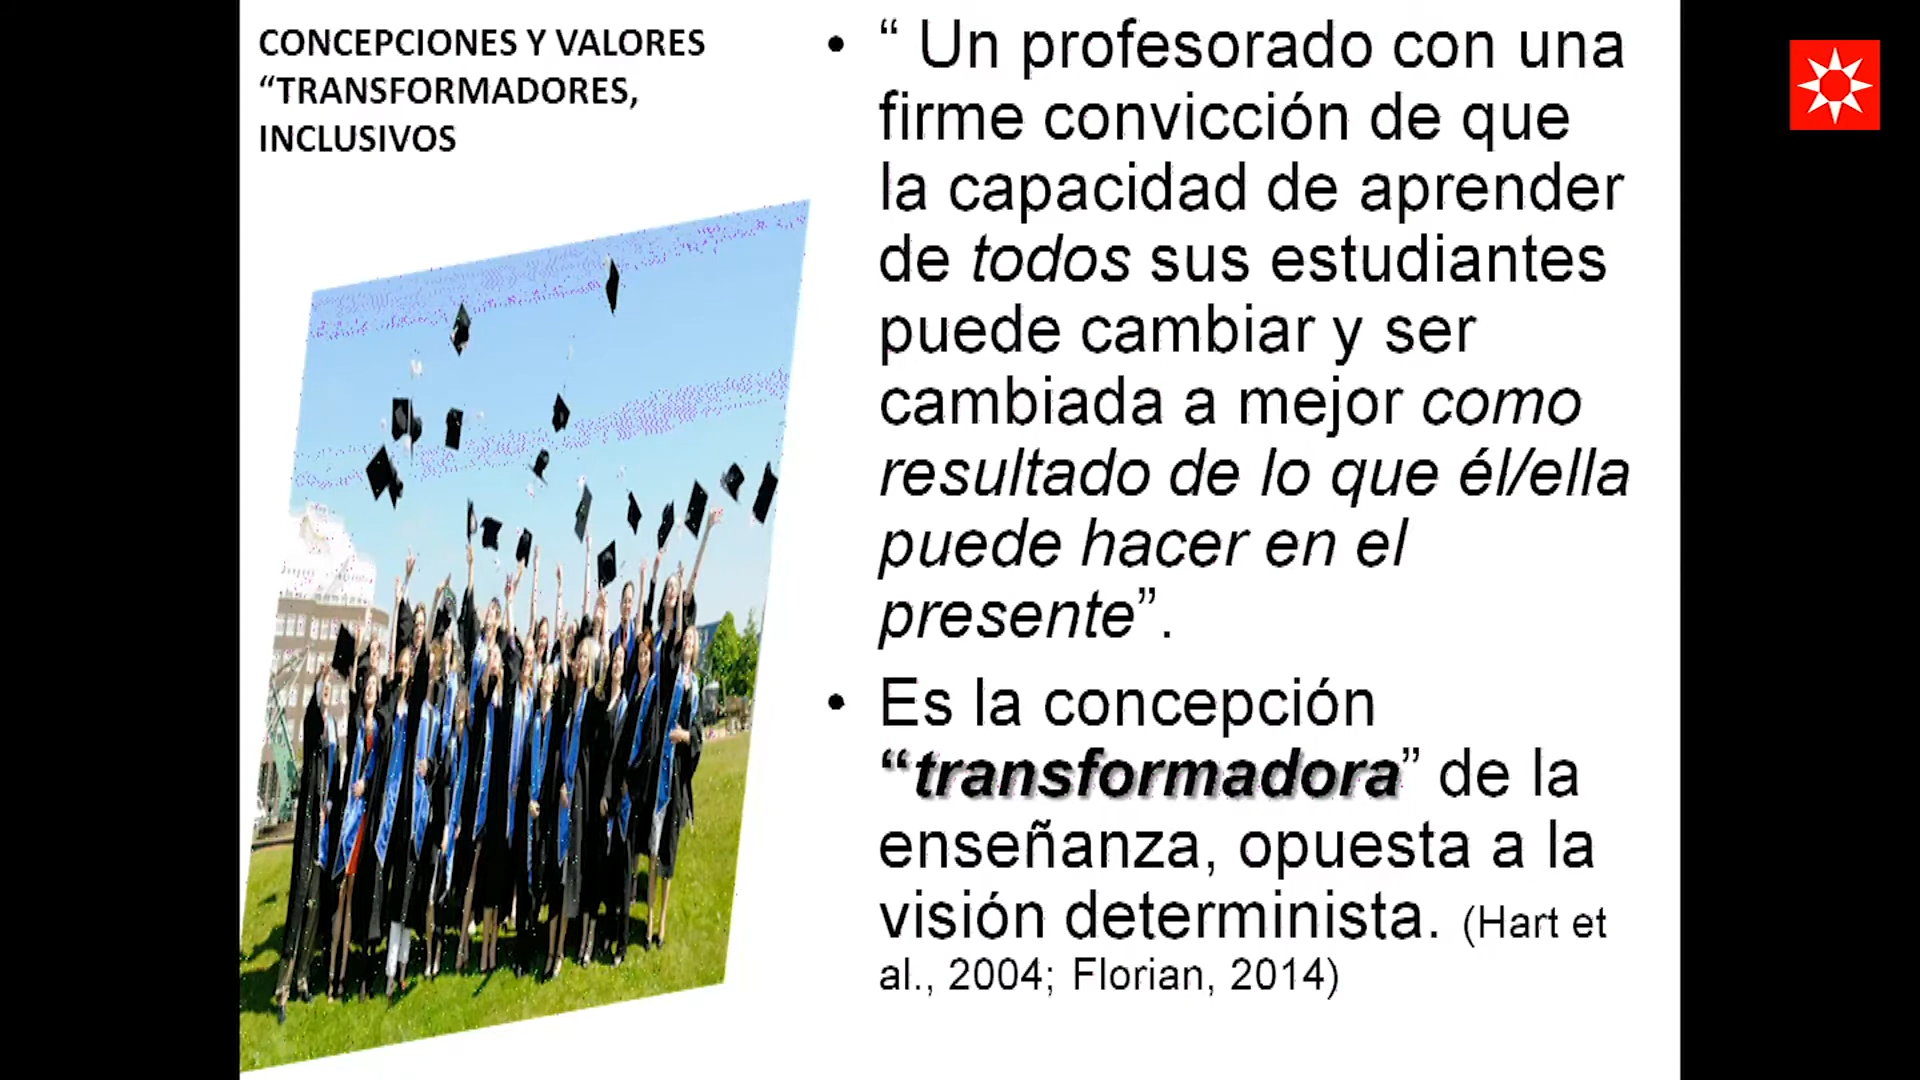 CONCEPCIONES Y VALORES
“TRANSFORMADORES,
INCLUSIVOS
• “ Un profesorado con una
firme convicción de que
la capacidad de aprender
de todos sus estudiantes
puede cambiar y ser
cambiada a mejor como
resultado de lo que él/ella
puede hacer en el
presente”.
• Es la concepción
“transformadora” de la
enseñanza, opuesta a la
visión determinista. (Hart et
al., 2004; Florian, 2014)